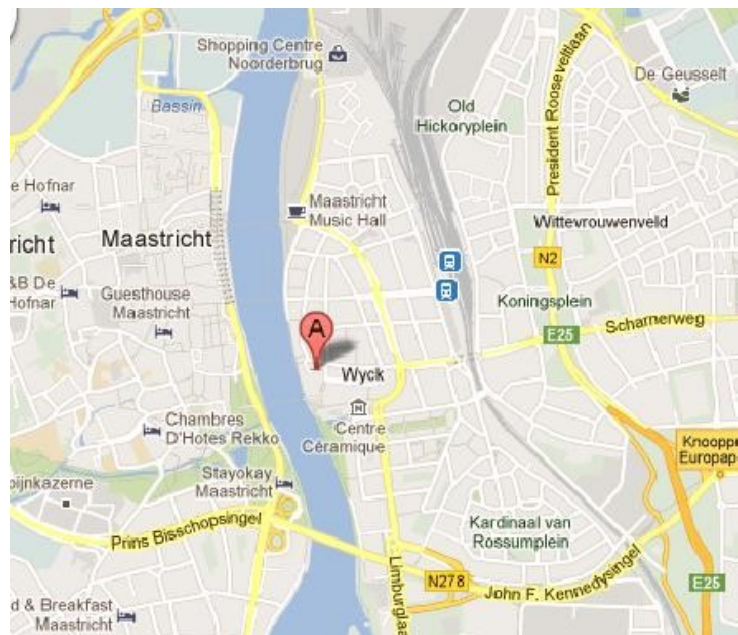 Shopping Centre
Noorderbrug
De Geusselt
Bassin
Old
Hickoryplein
President Rooseveltlaan
e Hofnar
Maastricht
Music Hall
Wittevrouwenveld
richt
Maastricht
N2
&B De
Hofnar
Guesthouse
Maastricht
Koningsplein
E25
Scharnerweg
A
Wyck
Centre
Céramique
Chambres
D'Hotes Rekko
Knooppe
Europap
Stayokay
Maastricht
oijnkazerne
Prins Bisschopsingel
Kardinaal van
Rossumplein
Limburglaa
N278
John F. Kennedysingel
E25
d & Breakfast
Maastricht